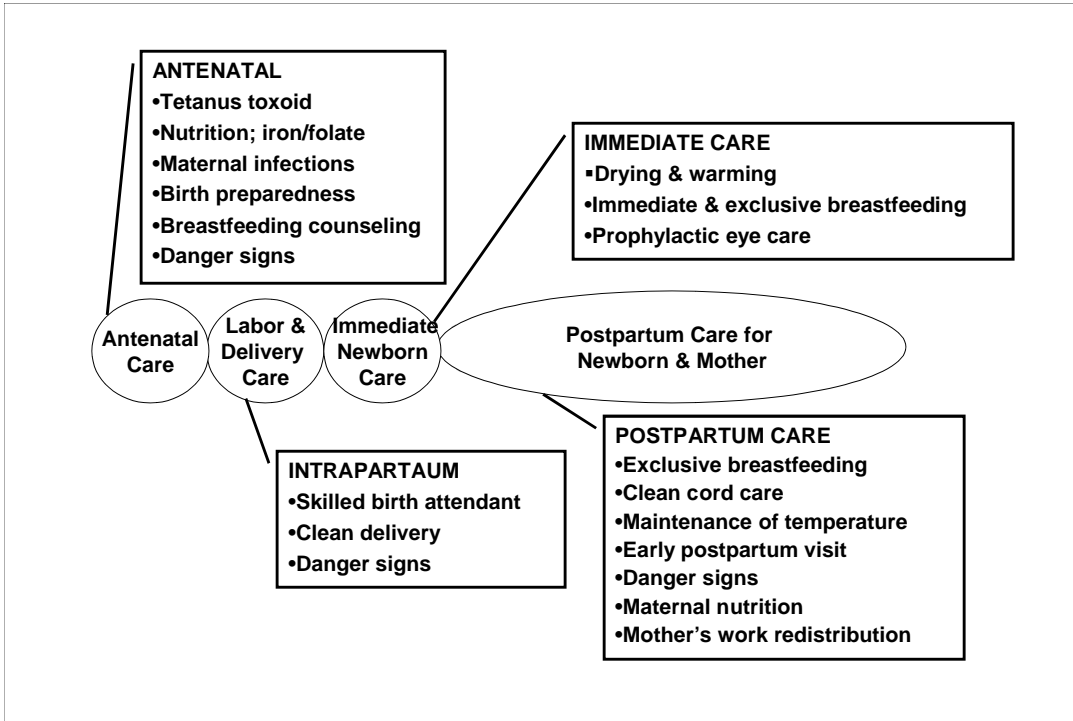 ANTENATAL
•Tetanus toxoid
•Nutrition; iron/folate
•Maternal infections
•Birth preparedness
•Breastfeeding counseling
•Danger signs
IMMEDIATE CARE
▪Drying & warming
•Immediate & exclusive breastfeeding
•Prophylactic eye care
Antenatal
Care
Labor &
Delivery
Care
Immediate
Newborn
Care
Postpartum Care for
Newborn & Mother
INTRAPARTAUM
•Skilled birth attendant
•Clean delivery
•Danger signs
POSTPARTUM CARE
•Exclusive breastfeeding
•Clean cord care
•Maintenance of temperature
•Early postpartum visit
•Danger signs
•Maternal nutrition
•Mother’s work redistribution